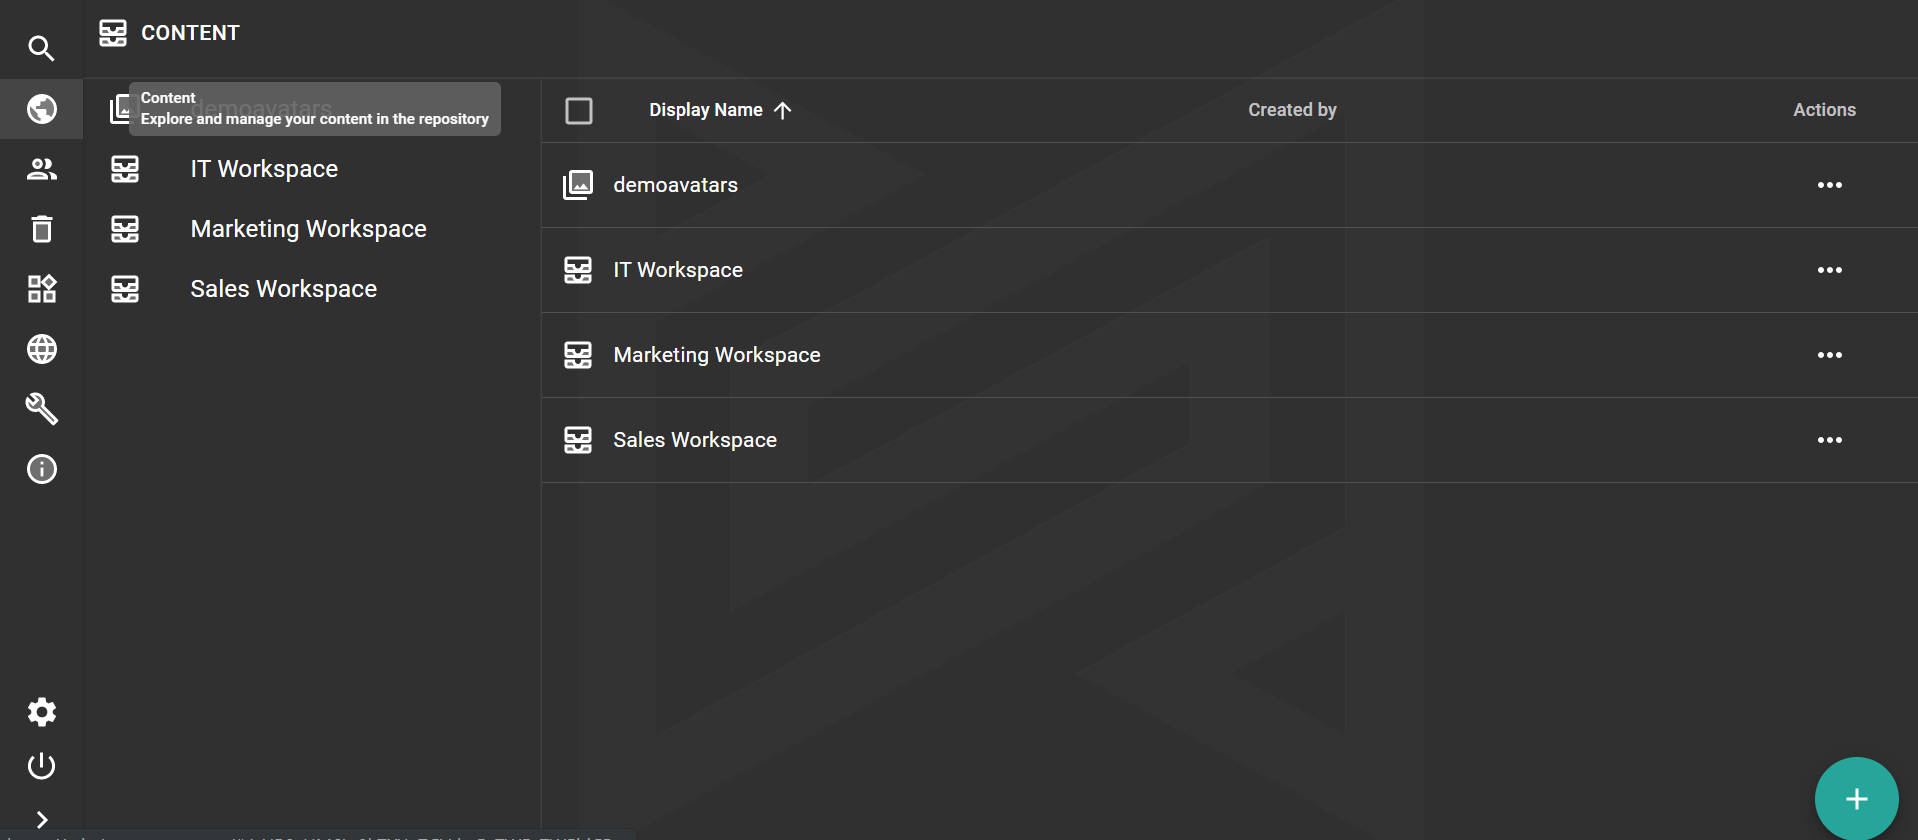 CONTENT
demoavatars
Content
Explore and manage your content in the repository
IT Workspace
Marketing Workspace
Sales Workspace
Display Name
Created by
Actions
demoavatars
IT Workspace
Marketing Workspace
Sales Workspace